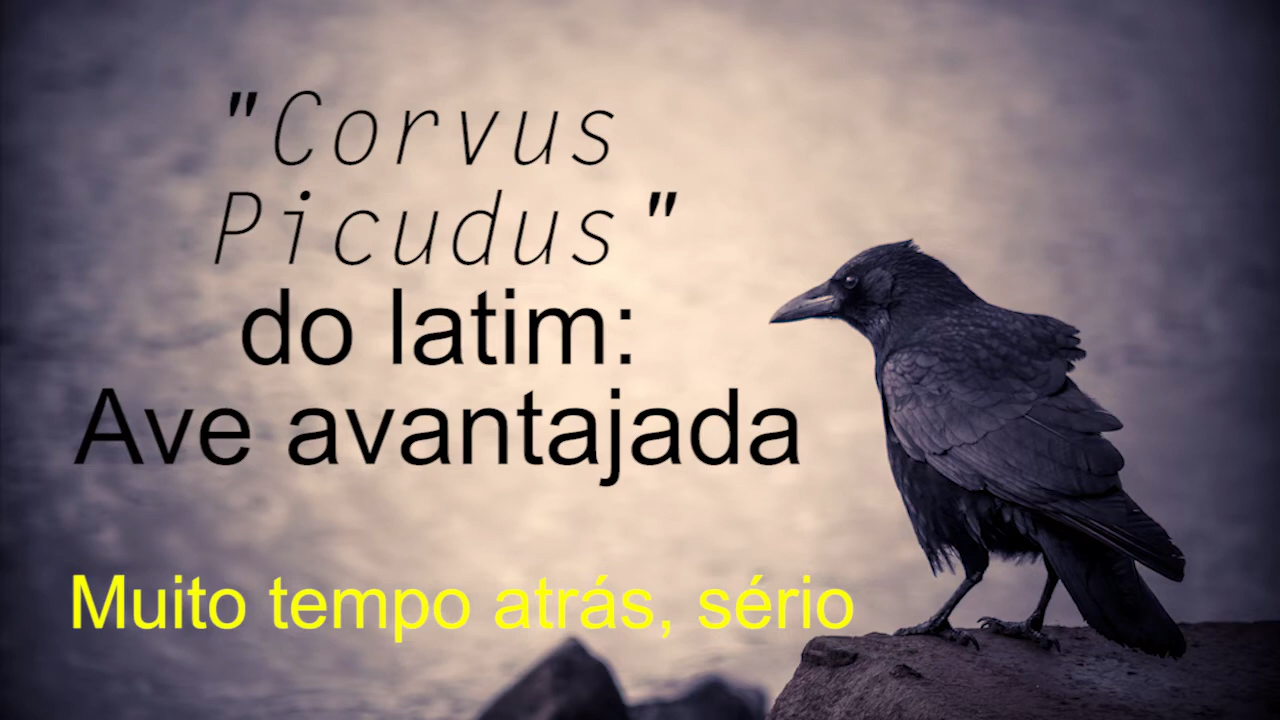 "Corvus
Picudus"
do latim:
Ave avantajada
Muito tempo atrás, sério